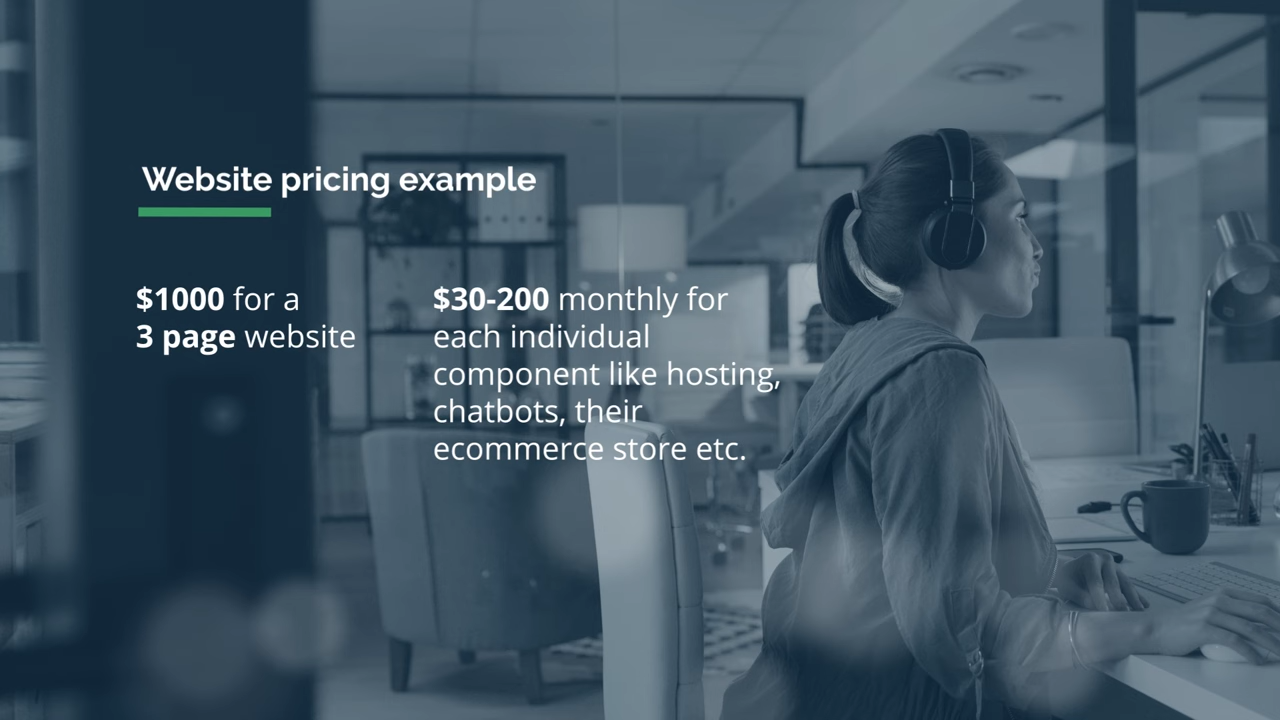 Website pricing example
$1000 for a
3 page website
$30-200 monthly for
each individual
component like hosting,
chatbots, their
ecommerce store etc.